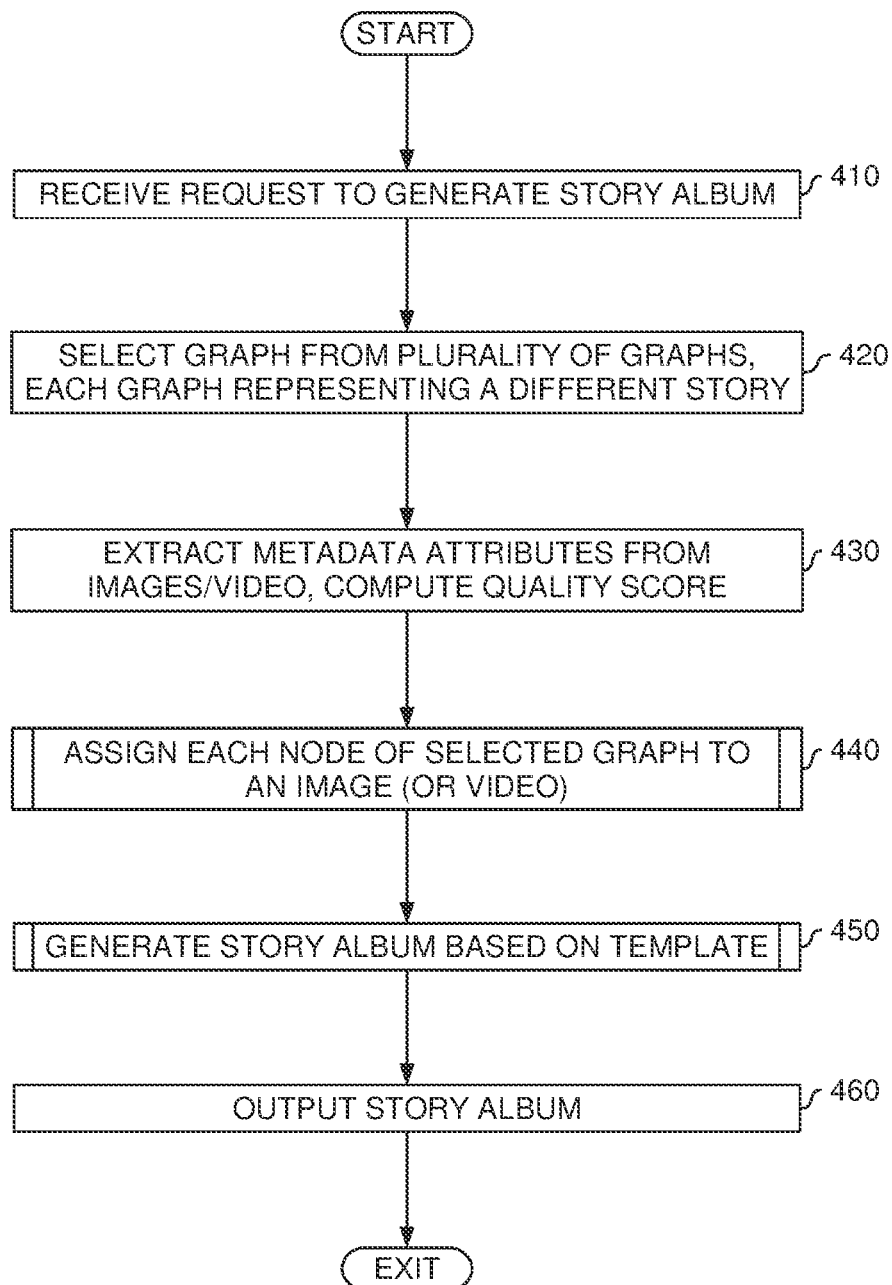 START
RECEIVE REQUEST TO GENERATE STORY ALBUM
410
SELECT GRAPH FROM PLURALITY OF GRAPHS,
EACH GRAPH REPRESENTING A DIFFERENT STORY
420
EXTRACT METADATA ATTRIBUTES FROM
IMAGES/VIDEO, COMPUTE QUALITY SCORE
430
ASSIGN EACH NODE OF SELECTED GRAPH TO
AN IMAGE (OR VIDEO)
440
GENERATE STORY ALBUM BASED ON TEMPLATE
450
OUTPUT STORY ALBUM
460
EXIT